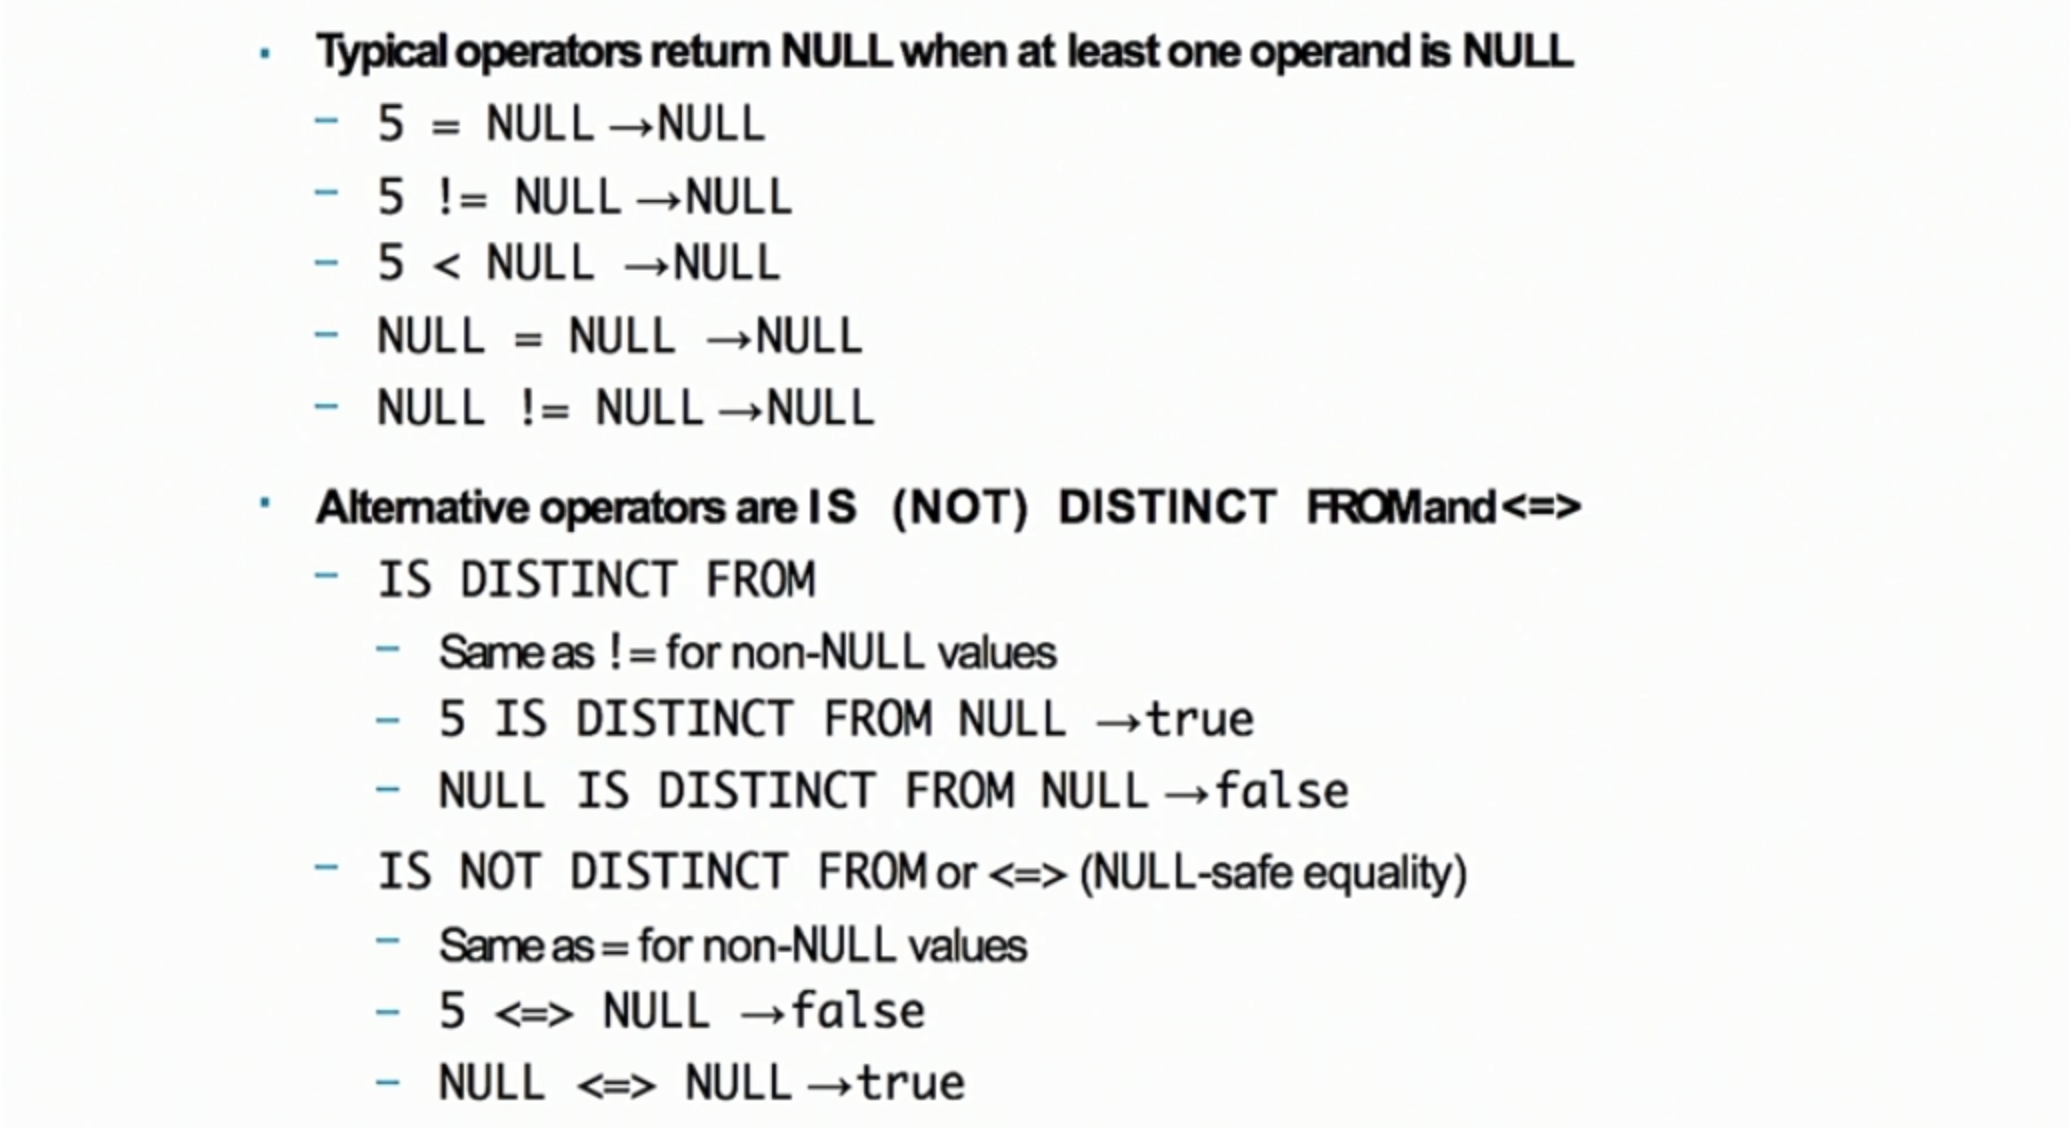 · Typical operators return NULL when at least one operand is NULL
– 5 = NULL →NULL
– 5 != NULL →NULL
– 5 < NULL →NULL
– NULL = NULL →NULL
– NULL != NULL →NULL
· Alternative operators are IS (NOT) DISTINCT FROM and <=>
– IS DISTINCT FROM
– Same as != for non-NULL values
– 5 IS DISTINCT FROM NULL →true
– NULL IS DISTINCT FROM NULL →false
– IS NOT DISTINCT FROM or <=> (NULL-safe equality)
– Same as = for non-NULL values
– 5 <=> NULL →false
– NULL <=> NULL →true